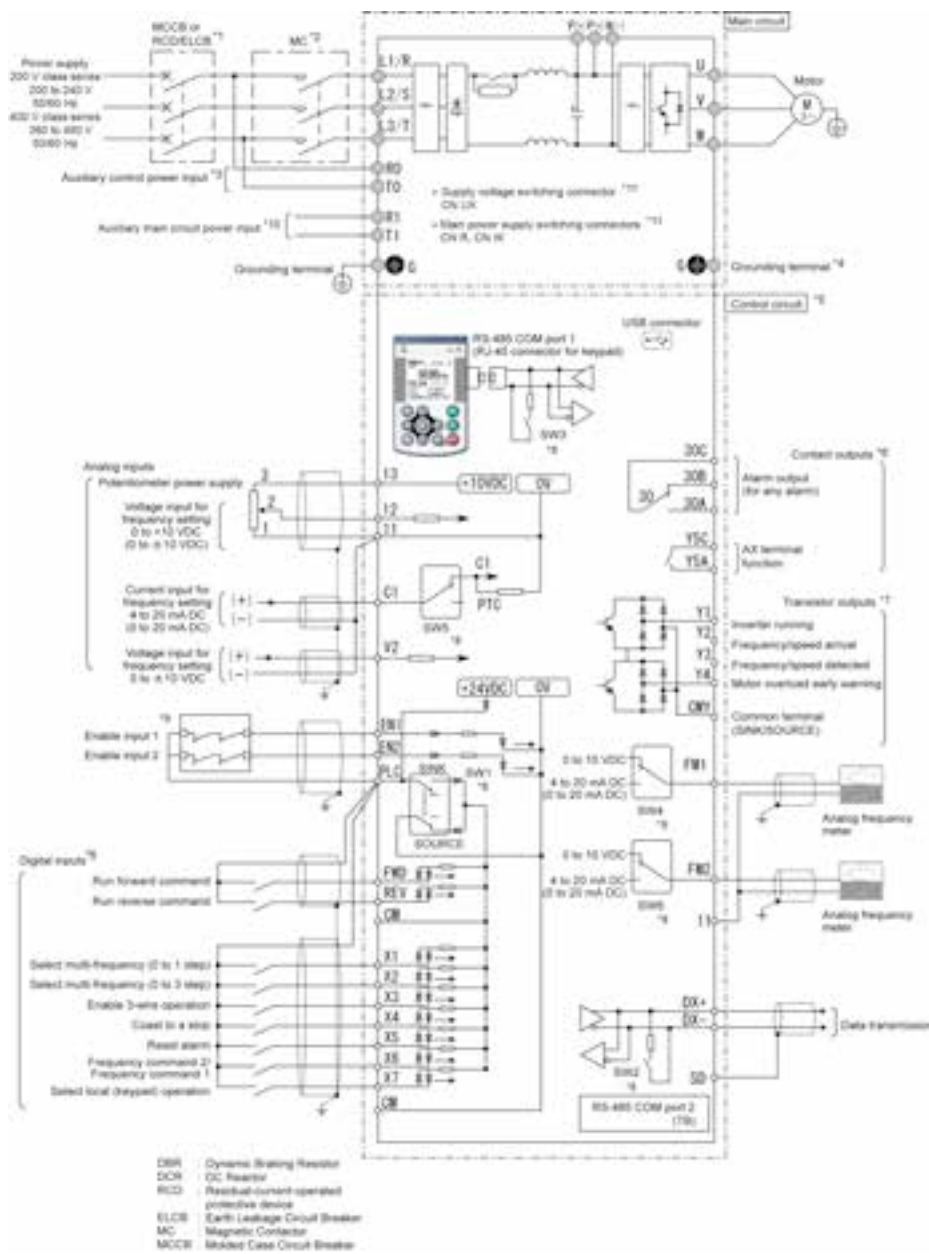 MCCB or
RCD/ELCB *1
MC *2
Main circuit
Power supply
200 V class series
200 to 240 V
50/60 Hz
400 V class series
380 to 480 V
50/60 Hz
L1/R
L2/S
L3/T
U
V
W
Motor
M
Auxiliary control power input *3
R0
T0
Auxiliary main circuit power input *10
R1
T1
Supply voltage switching connector *11
CN UX
Main power supply switching connectors *11
CN R, CN W
Grounding terminal
G
G
Grounding terminal *4
Control circuit *5
USB connector
RS-485 COM port 1
(RJ-45 connector for keypad)
SW3
Analog inputs
Potentiometer power supply
Voltage input for
frequency setting
0 to +10 VDC
(0 to ±10 VDC)
3
2
1
13
12
11
+10VDC
0V
Current input for
frequency setting
4 to 20 mA DC
(0 to 20 mA DC)
(+)
(-)
C1
SW5
C1
PTC
Voltage input for
frequency setting
0 to ±10 VDC
(+)
(-)
V2
+24VDC
0V
30C
30B
30
30A
Contact outputs *6
Alarm output
(for any alarm)
Y5C
Y5A
AX terminal
function
Transistor outputs *7
Y1
Inverter running
Y2
Frequency/speed arrival
Y3
Frequency/speed detected
Y4
Motor overload early warning
CMY
Common terminal
(SINK/SOURCE)
Enable input 1
Enable input 2
EN1
EN2
PLC
SINK
SW1
SOURCE
0 to 10 VDC
4 to 20 mA DC
(0 to 20 mA DC)
SW4
FM1
Analog frequency
meter
0 to 10 VDC
4 to 20 mA DC
(0 to 20 mA DC)
FM2
11
Analog frequency
meter
Digital inputs
Run forward command
FWD
Run reverse command
REV
CM
Select multi-frequency (0 to 1 step)
X1
Select multi-frequency (0 to 3 step)
X2
Enable 3-wire operation
X3
Coast to a stop
X4
Reset alarm
X5
Frequency command 2/
Frequency command 1
X6
Select local (keypad) operation
X7
CM
DX+
DX-
Data transmission
SW2
SD
RS-485 COM port 2
(TB)
DBR : Dynamic Braking Resistor
DCR : DC Reactor
RCD : Residual-current-operated
protective device
ELCB : Earth Leakage Circuit Breaker
MC : Magnetic Contactor
MCCB : Molded Case Circuit Breaker